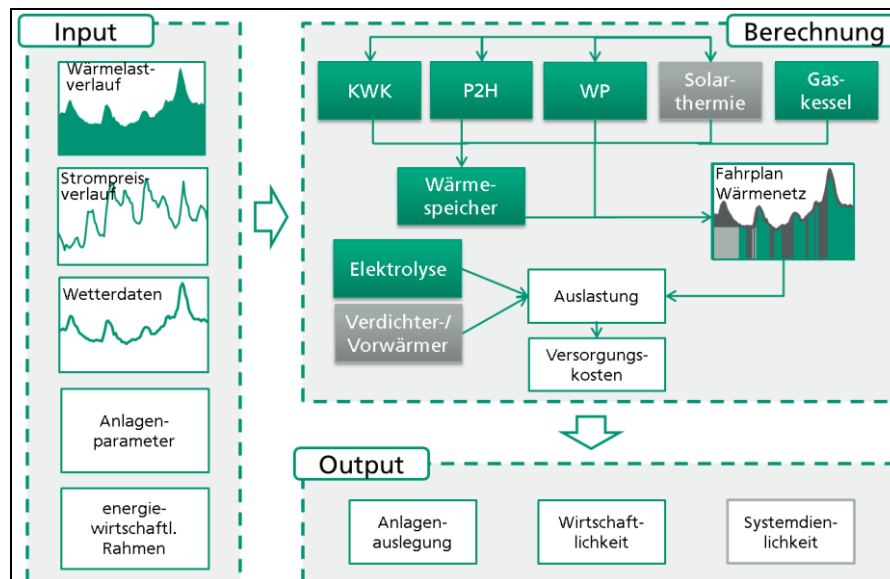 Input
Wärmelast-
verlauf
Strompreis-
verlauf
Wetterdaten
Anlagen-
parameter
energie-
wirtschaftl.
Rahmen
Berechnung
KWK
P2H
WP
Solar-
thermie
Gas-
kessel
Wärme-
speicher
Fahrplan
Wärmenetz
Elektrolyse
Verdichter-/
Vorwärmer
Auslastung
Versorgungs-
kosten
Output
Anlagen-
auslegung
Wirtschaft-
lichkeit
Systemdien-
lichkeit